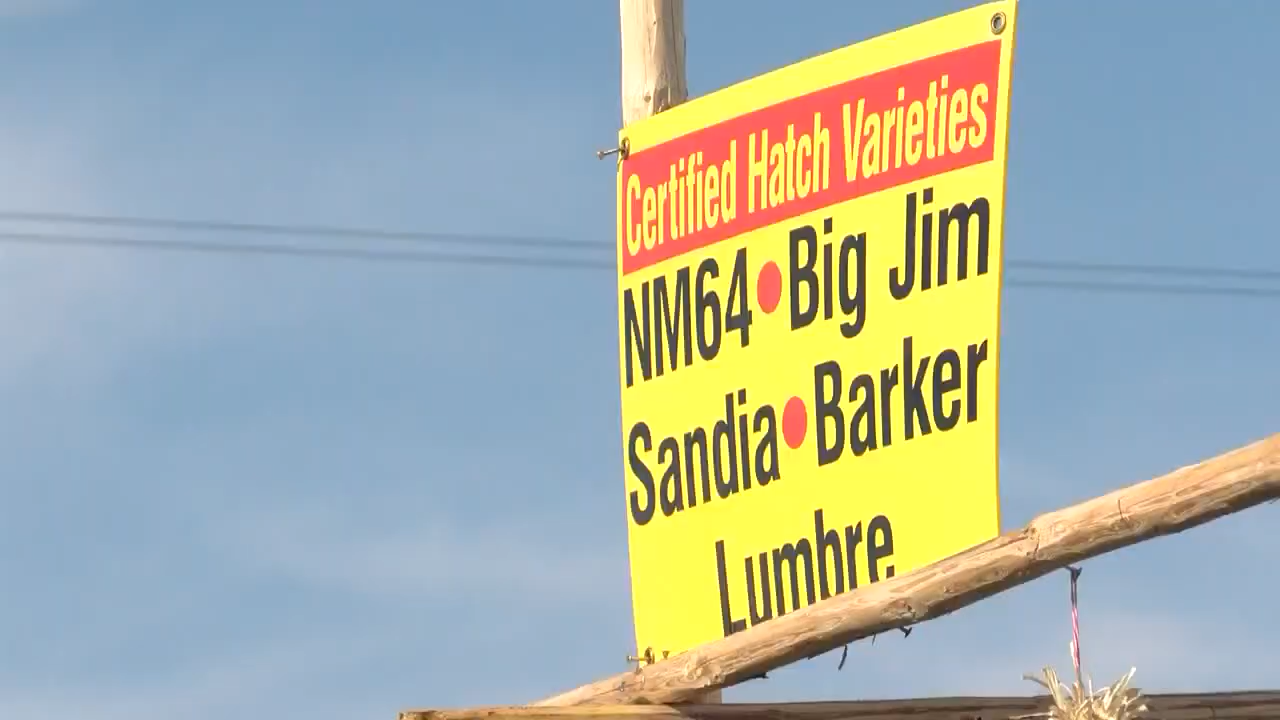 Certified Hatch Varieties
NM64•Big Jim
Sandia•Barker
Lumbre